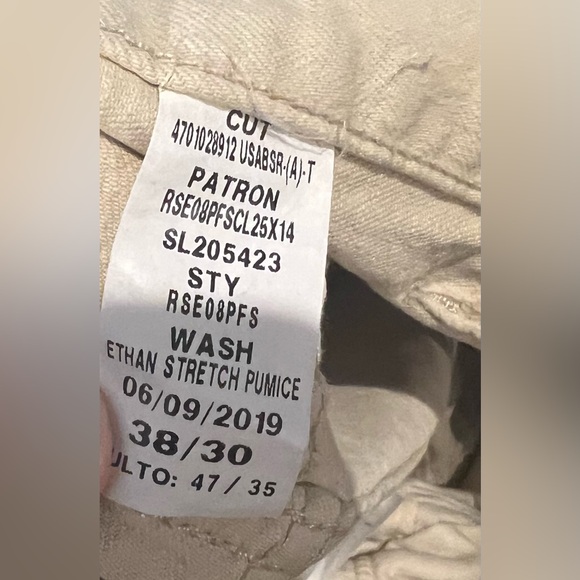 CUT
4701028912 USABSR-(A)-T
PATRON
RSE08PFSCL25X14
SL205423
STY
RSE08PFS
WASH
ETHAN STRETCH PUMICE
06/09/2019
38/30
ULTO: 47 / 35